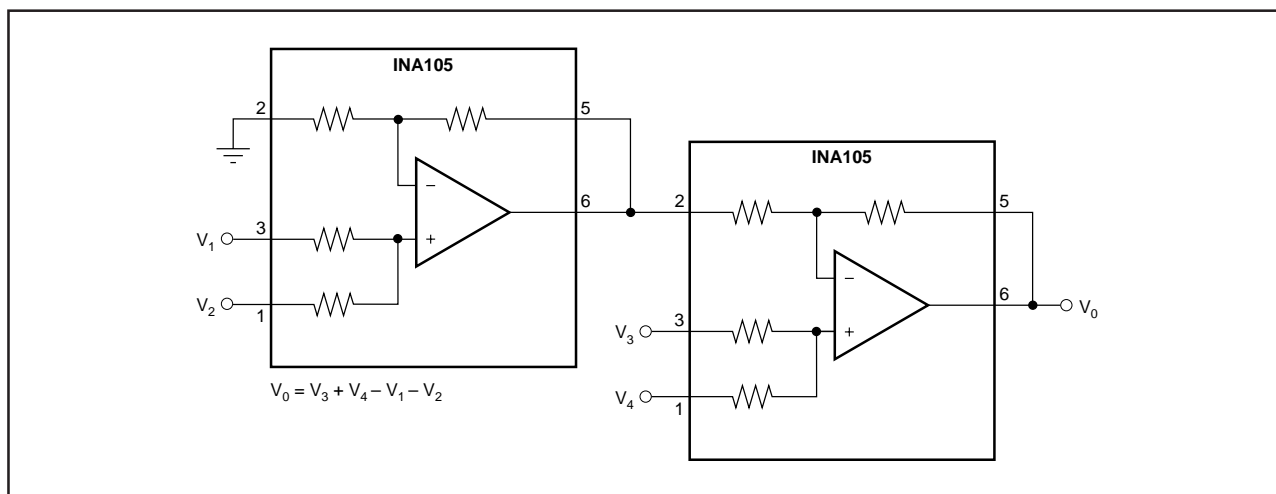 INA105
2
5
−
6
3
V₁
+
V₂
1
V₀ = V₃ + V₄ – V₁ – V₂
INA105
2
5
−
6
V₀
3
V₃
+
V₄
1